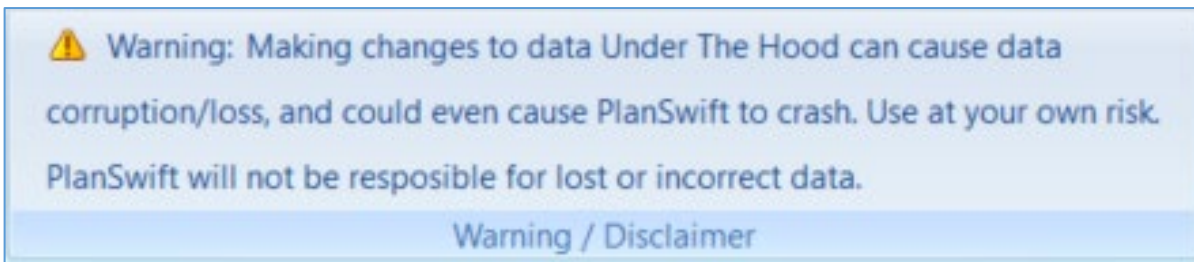 Warning: Making changes to data Under The Hood can cause data
corruption/loss, and could even cause PlanSwift to crash. Use at your own risk.
PlanSwift will not be resposible for lost or incorrect data.
Warning / Disclaimer